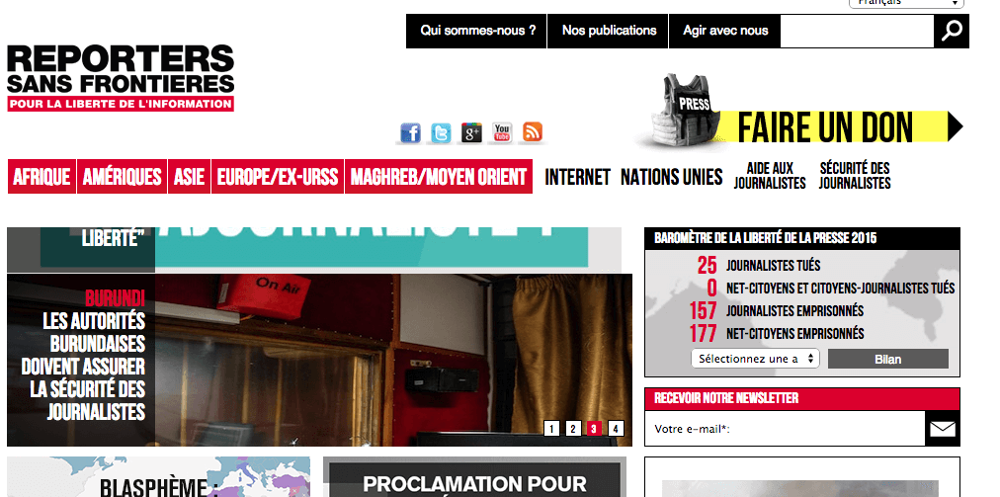 Français
Qui sommes-nous ?
Nos publications
Agir avec nous
REPORTERS
SANS FRONTIERES
POUR LA LIBERTE DE L'INFORMATION
PRESS
FAIRE UN DON
You
Tube
AFRIQUE
AMÉRIQUES
ASIE
EUROPE/EX-URSS
MAGHREB/MOYEN ORIENT
INTERNET
NATIONS UNIES
AIDE AUX
JOURNALISTES
SÉCURITÉ DES
JOURNALISTES
LIBERTÉ"
On Air
BURUNDI
LES AUTORITÉS
BURUNDAISES
DOIVENT ASSURER
LA SÉCURITÉ DES
JOURNALISTES
1 2 3 4
BAROMÈTRE DE LA LIBERTÉ DE LA PRESSE 2015
25 JOURNALISTES TUÉS
0 NET-CITOYENS ET CITOYENS-JOURNALISTES TUÉS
157 JOURNALISTES EMPRISONNÉS
177 NET-CITOYENS EMPRISONNÉS
Sélectionnez une a
Bilan
RECEVOIR NOTRE NEWSLETTER
Votre e-mail*:
BLASPHÈME :
PROCLAMATION POUR